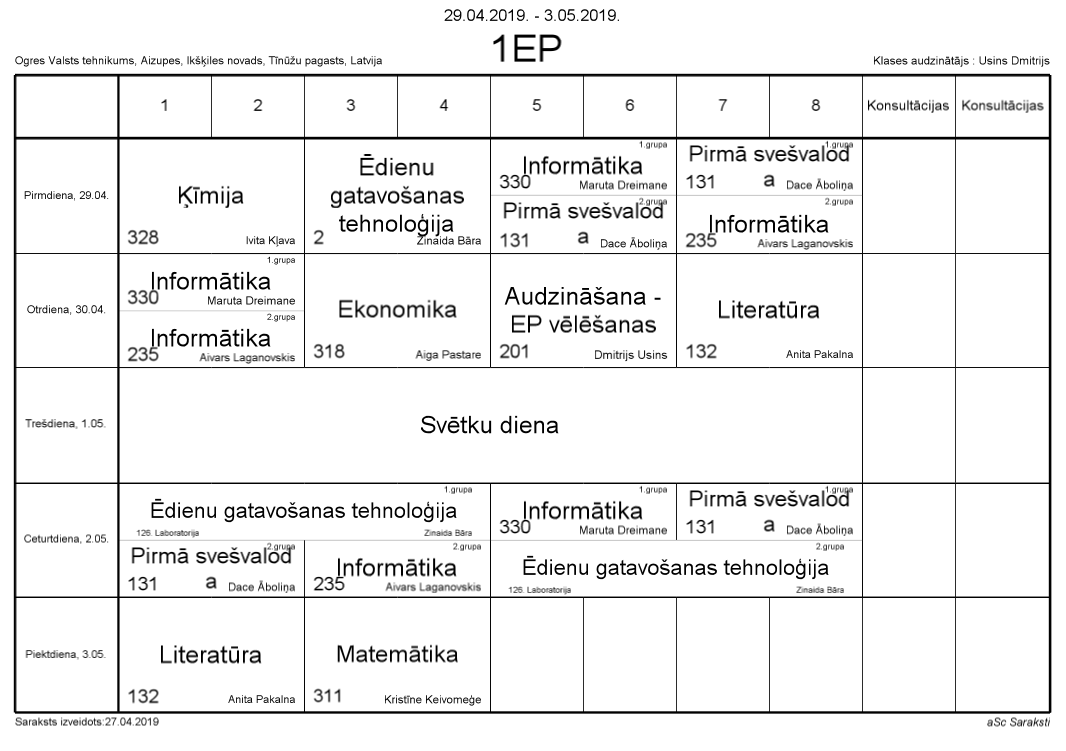 29.04.2019. - 3.05.2019.
1EP
Ogres Valsts tehnikums, Aizupes, Ikšķiles novads, Tīnūžu pagasts, Latvija
Klases audzinātājs : Usins Dmitrijs
1 2 3 4 5 6 7 8 Konsultācijas Konsultācijas
Pirmdiena, 29.04.
Ķīmija
328 Ivita Kļava
Ēdienu
gatavošanas
tehnoloģija
2 Zinaida Bāra
1.grupa
Informātika
330 Maruta Dreimane
2.grupa
Pirmā svešvalod
a
131 Dace Āboliņa
1.grupa
Pirmā svešvalod
a
131 Dace Āboliņa
2.grupa
Informātika
235 Aivars Laganovskis
Otrdiena, 30.04.
1.grupa
Informātika
330 Maruta Dreimane
2.grupa
Informātika
235 Aivars Laganovskis
Ekonomika
318 Aiga Pastare
Audzināšana -
EP vēlēšanas
201 Dmitrijs Usins
Literatūra
132 Anita Pakalna
Trešdiena, 1.05.
Svētku diena
Ceturtdiena, 2.05.
1.grupa
Ēdienu gatavošanas tehnoloģija
126. Laboratorija Zinaida Bāra
2.grupa
Pirmā svešvalod
a
131 Dace Āboliņa
2.grupa
Informātika
235 Aivars Laganovskis
1.grupa
Informātika
330 Maruta Dreimane
1.grupa
Pirmā svešvalod
a
131 Dace Āboliņa
2.grupa
Ēdienu gatavošanas tehnoloģija
126. Laboratorija Zinaida Bāra
Piektdiena, 3.05.
Literatūra
132 Anita Pakalna
Matemātika
311 Kristīne Keivomeģe
Saraksts izveidots:27.04.2019
aSc Saraksti